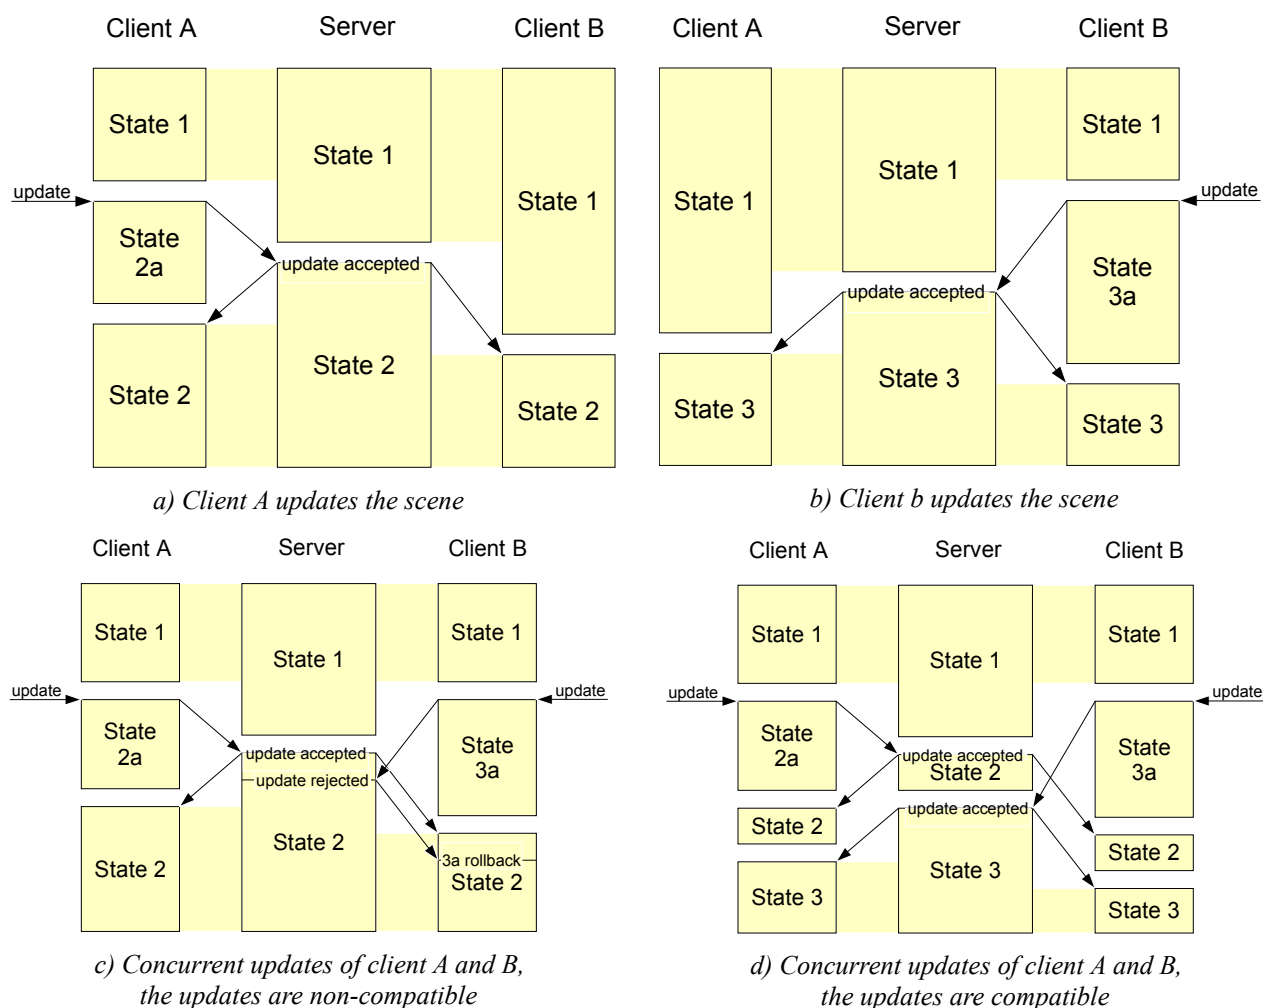 Client A
Server
Client B
State 1
State 1
State 1
update
State
2a
update accepted
State 2
State 2
State 2
a) Client A updates the scene
Client A
Server
Client B
State 1
State 1
State 1
update
State
3a
update accepted
State 3
State 3
State 3
b) Client b updates the scene
Client A
Server
Client B
State 1
State 1
State 1
update
update
State
2a
State
3a
update accepted
update rejected
State 2
State 2
3a rollback
State 2
c) Concurrent updates of client A and B,
the updates are non-compatible
Client A
Server
Client B
State 1
State 1
State 1
update
update
State
2a
State
3a
update accepted
State 2
update accepted
State 2
State 2
State 3
State 3
State 3
d) Concurrent updates of client A and B,
the updates are compatible